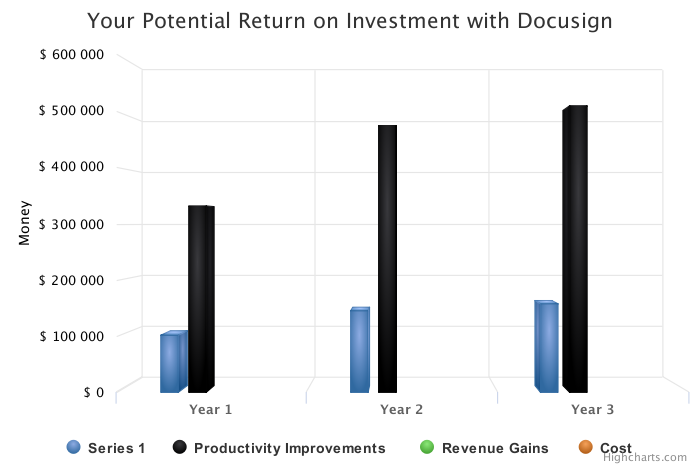 Your Potential Return on Investment with Docusign
$ 600 000
$ 500 000
$ 400 000
$ 300 000
$ 200 000
$ 100 000
$ 0
Money
Year 1 Year 2 Year 3
Series 1 Productivity Improvements Revenue Gains Cost
Highcharts.com